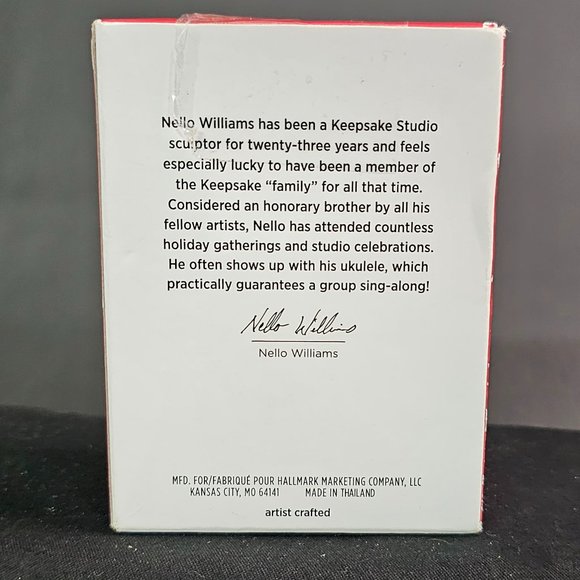 Nello Williams has been a Keepsake Studio
sculptor for twenty-three years and feels
especially lucky to have been a member of
the Keepsake “family” for all that time.
Considered an honorary brother by all his
fellow artists, Nello has attended countless
holiday gatherings and studio celebrations.
He often shows up with his ukulele, which
practically guarantees a group sing-along!
Nello Williams
Nello Williams
MFD. FOR/FABRIQUÉ POUR HALLMARK MARKETING COMPANY, LLC
KANSAS CITY, MO 64141 MADE IN THAILAND
artist crafted